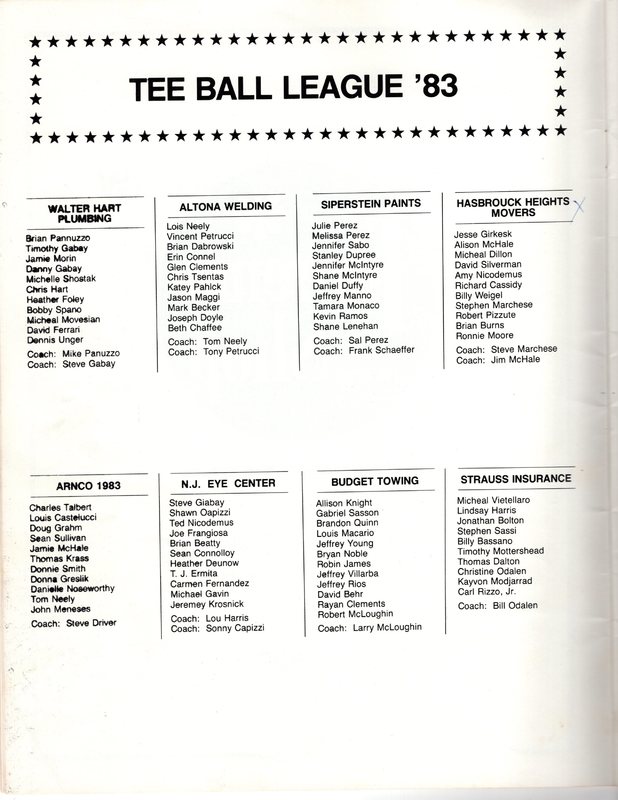 TEE BALL LEAGUE '83
WALTER HART
PLUMBING
Brian Pannuzzo
Timothy Gabay
Jamie Morin
Danny Gabay
Michelle Shostak
Chris Hart
Heather Foley
Bobby Spano
Micheal Movesian
David Ferrari
Dennis Unger
Coach: Mike Panuzzo
Coach: Steve Gabay
ALTONA WELDING
Lois Neely
Vincent Petrucci
Brian Dabrowski
Erin Connel
Glen Clements
Chris Tsentas
Katey Pahlck
Jason Maggi
Mark Becker
Joseph Doyle
Beth Chaffee
Coach: Tom Neely
Coach: Tony Petrucci
SIPERSTEIN PAINTS
Julie Perez
Melissa Perez
Jennifer Sabo
Stanley Dupree
Jennifer McIntyre
Shane McIntyre
Daniel Duffy
Jeffrey Manno
Tamara Monaco
Kevin Ramos
Shane Lenehan
Coach: Sal Perez
Coach: Frank Schaeffer
HASBROUCK HEIGHTS
MOVERS
Jesse Girkesk
Alison McHale
Micheal Dillon
David Silverman
Amy Nicodemus
Richard Cassidy
Billy Weigel
Stephen Marchese
Robert Pizzute
Brian Burns
Ronnie Moore
Coach: Steve Marchese
Coach: Jim McHale
ARNCO 1983
Charles Talbert
Louis Castelucci
Doug Grahm
Sean Sullivan
Jamie McHale
Thomas Krass
Donnie Smith
Donna Greslik
Danielle Noseworthy
Tom Neely
John Meneses
Coach: Steve Driver
N.J. EYE CENTER
Steve Giabay
Shawn Oapizzi
Ted Nicodemus
Joe Frangiosa
Brian Beatty
Sean Connolloy
Heather Deunow
T. J. Ermita
Carmen Fernandez
Michael Gavin
Jeremey Krosnick
Coach: Lou Harris
Coach: Sonny Capizzi
BUDGET TOWING
Allison Knight
Gabriel Sasson
Brandon Quinn
Louis Macario
Jeffrey Young
Bryan Noble
Robin James
Jeffrey Villarba
Jeffrey Rios
David Behr
Rayan Clements
Robert McLoughin
Coach: Larry McLoughin
STRAUSS INSURANCE
Micheal Vietellaro
Lindsay Harris
Jonathan Bolton
Stephen Sassi
Billy Bassano
Timothy Mottershead
Thomas Dalton
Christine Odalen
Kayvon Modjarrad
Carl Rizzo, Jr.
Coach: Bill Odalen